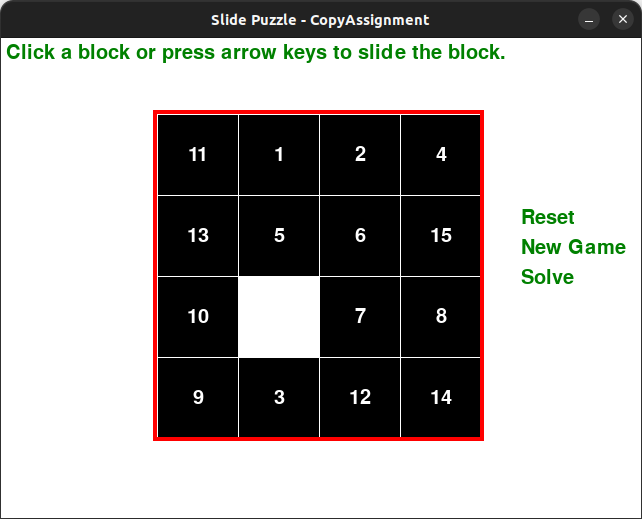 Slide Puzzle - CopyAssignment
Click a block or press arrow keys to slide the block.
11 1 2 4
13 5 6 15
10 7 8
9 3 12 14
Reset
New Game
Solve